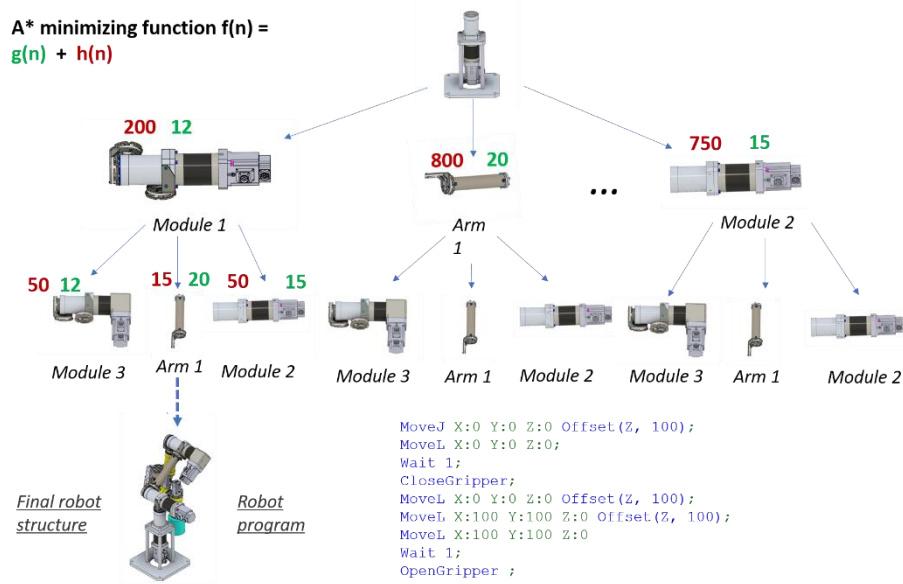 A* minimizing function f(n) =
g(n) + h(n)
200 12
800 20
750 15
...
Module 1
Arm
1
Module 2
50 12
15 20
50 15
Module 3
Arm 1
Module 2
Module 3
Arm 1
Module 2
Module 3
Arm 1
Module 2
Final robot
structure
Robot
program
MoveJ X:0 Y:0 Z:0 Offset(Z, 100);
MoveL X:0 Y:0 Z:0;
Wait 1;
CloseGripper;
MoveL X:0 Y:0 Z:0 Offset(Z, 100);
MoveL X:100 Y:100 Z:0 Offset(Z, 100);
MoveL X:100 Y:100 Z:0
Wait 1;
OpenGripper ;